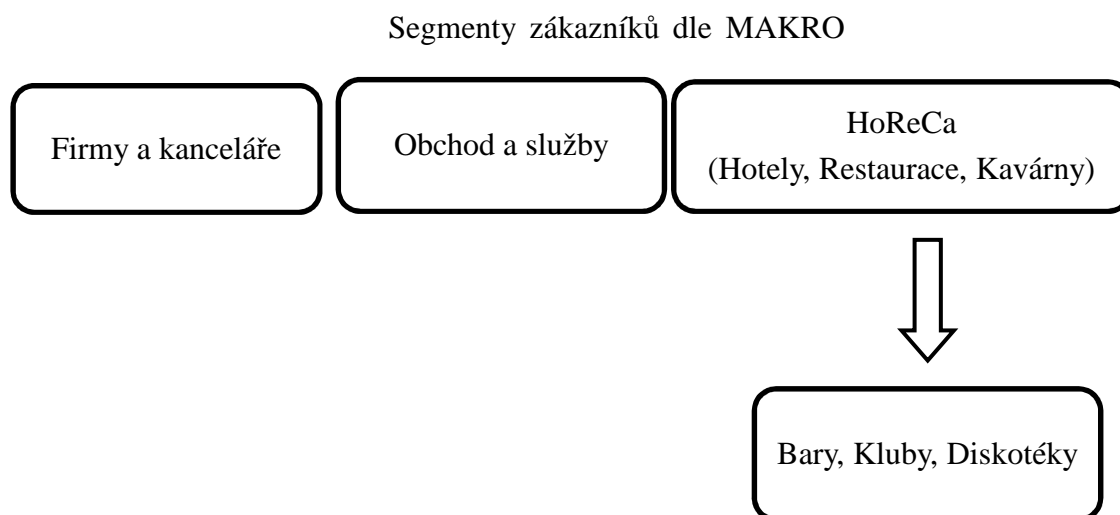 Segmenty zákazníků dle MAKRO
Firmy a kanceláře
Obchod a služby
HoReCa
(Hotely, Restaurace, Kavárny)
Bary, Kluby, Diskotéky